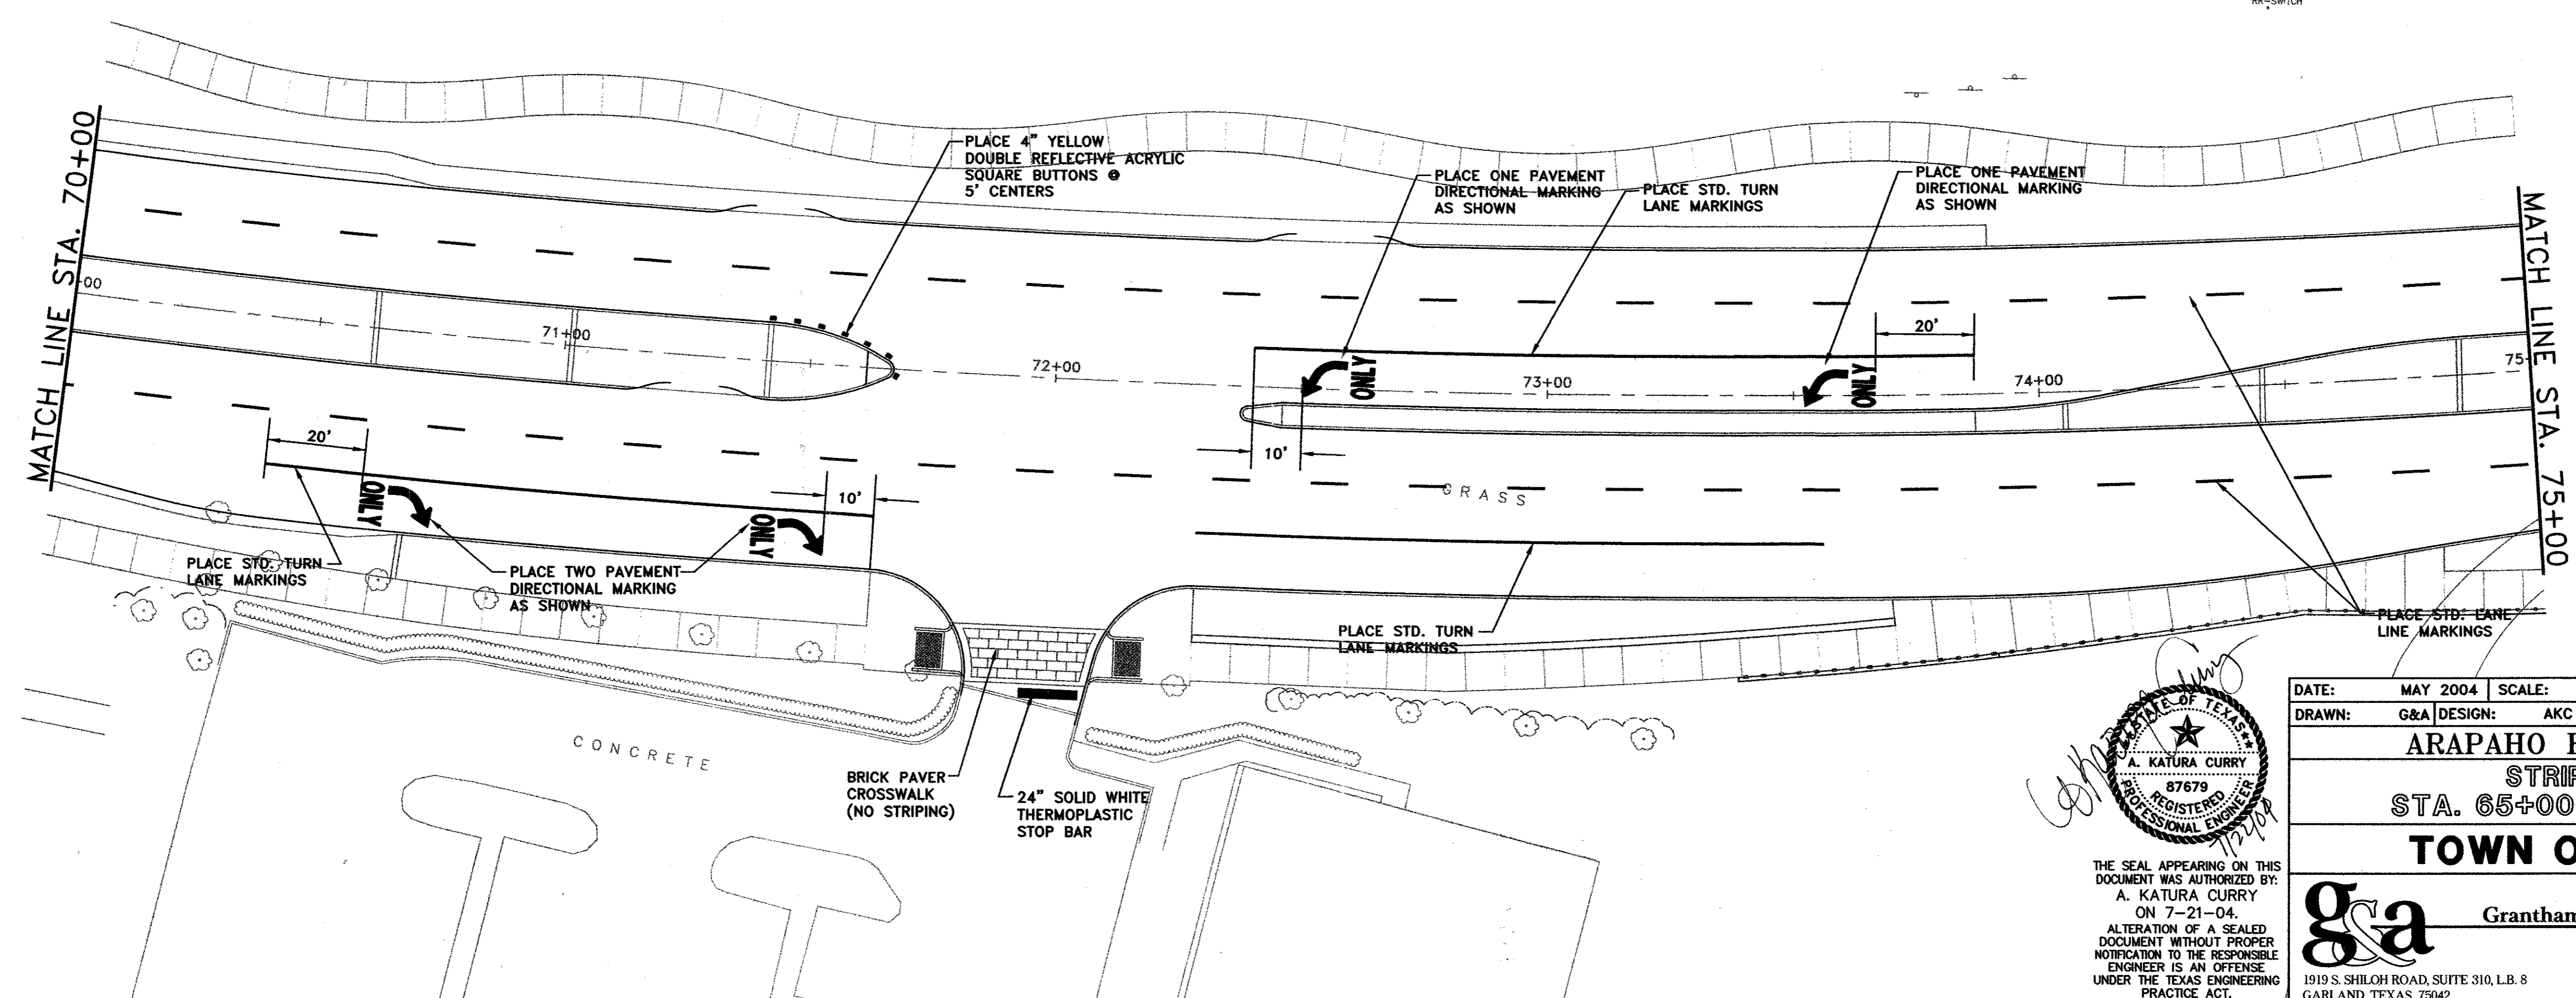 RR-SWITCH
MATCH LINE STA. 70+00
PLACE 4" YELLOW
DOUBLE REFLECTIVE ACRYLIC
SQUARE BUTTONS @
5' CENTERS
PLACE ONE PAVEMENT
DIRECTIONAL MARKING
AS SHOWN
PLACE STD. TURN
LANE MARKINGS
PLACE ONE PAVEMENT
DIRECTIONAL MARKING
AS SHOWN
MATCH LINE STA. 75+00
00
71+00
72+00
73+00
74+00
75
20'
ONLY
ONLY
10'
20'
ONLY
ONLY
10'
GRASS
PLACE STD. TURN
LANE MARKINGS
PLACE TWO PAVEMENT
DIRECTIONAL MARKING
AS SHOWN
PLACE STD. TURN
LANE MARKINGS
PLACE STD. LANE
LINE MARKINGS
CONCRETE
BRICK PAVER
CROSSWALK
(NO STRIPING)
24" SOLID WHITE
THERMOPLASTIC
STOP BAR
STATE OF TEXAS
A. KATURA CURRY
87679
REGISTERED
PROFESSIONAL ENGINEER
THE SEAL APPEARING ON THIS
DOCUMENT WAS AUTHORIZED BY:
A. KATURA CURRY
ON 7-21-04.
ALTERATION OF A SEALED
DOCUMENT WITHOUT PROPER
NOTIFICATION TO THE RESPONSIBLE
ENGINEER IS AN OFFENSE
UNDER THE TEXAS ENGINEERING
PRACTICE ACT.
DATE: MAY 2004 SCALE:
DRAWN: G&A DESIGN: AKC
ARAPAHO
STRIP
STA. 65+00
TOWN O
g&a
Grantham
1919 S. SHILOH ROAD, SUITE 310, L.B. 8
GARLAND, TEXAS 75042